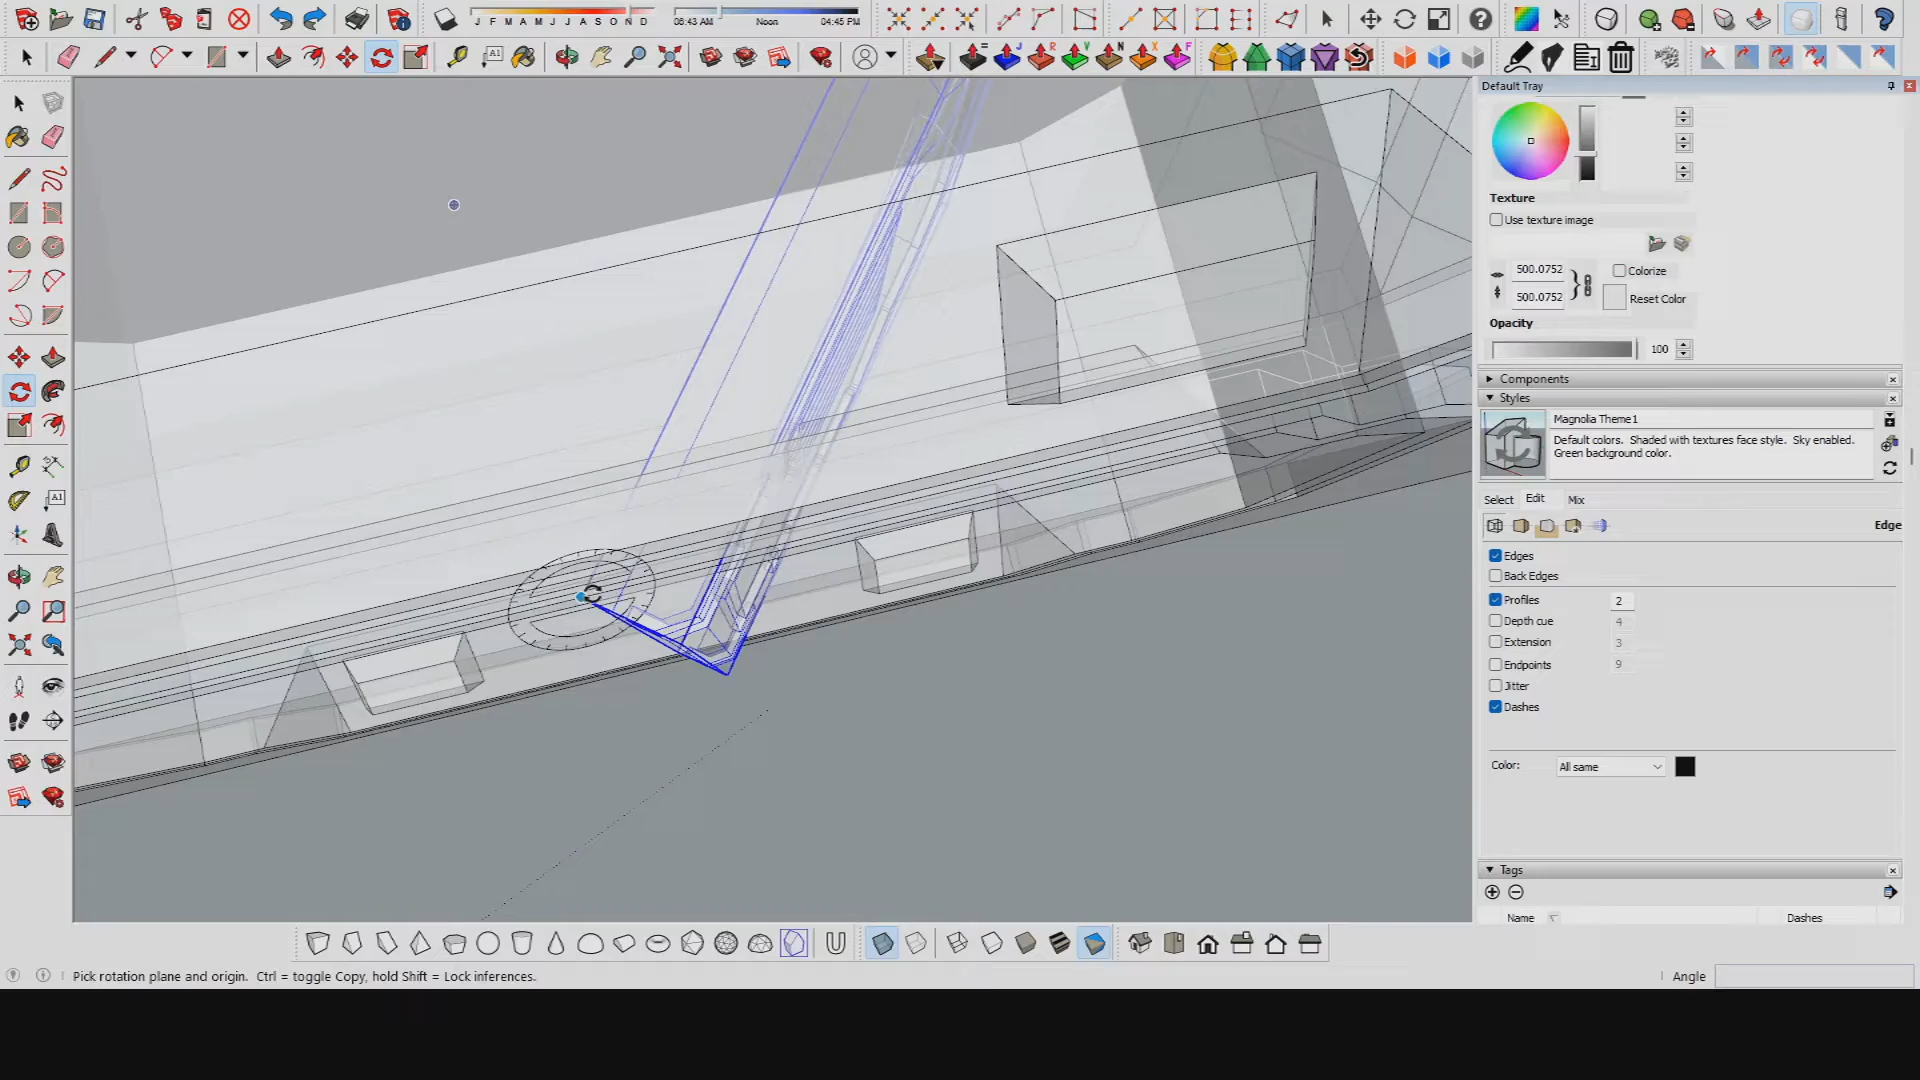 J F M A M J J A S O N D
06:43 AM Noon 04:45 PM
= J R V N X F
A1
Default Tray
Texture
Use texture image
500.0752
Colorize
500.0752
Reset Color
Opacity
100
Components
Styles
Magnolia Theme1
Default colors. Shaded with textures face style. Sky enabled.
Green background color.
Select Edit Mix
Edge
Edges
Back Edges
Profiles 2
Depth cue 4
Extension 3
Endpoints 9
Jitter
Dashes
Color: All same
Tags
Name Dashes
A1
Pick rotation plane and origin. Ctrl = toggle Copy, hold Shift = Lock inferences.
Angle